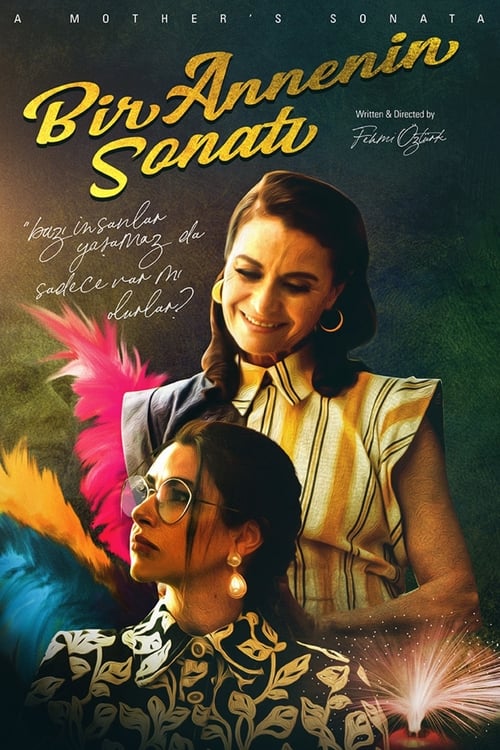 A MOTHER'S SONATA
Bir Annenin
Sonatı
Written & Directed by
Fehmi Öztürk
"bazı insanlar
yaşamaz da
sadece var mı
olurlar?